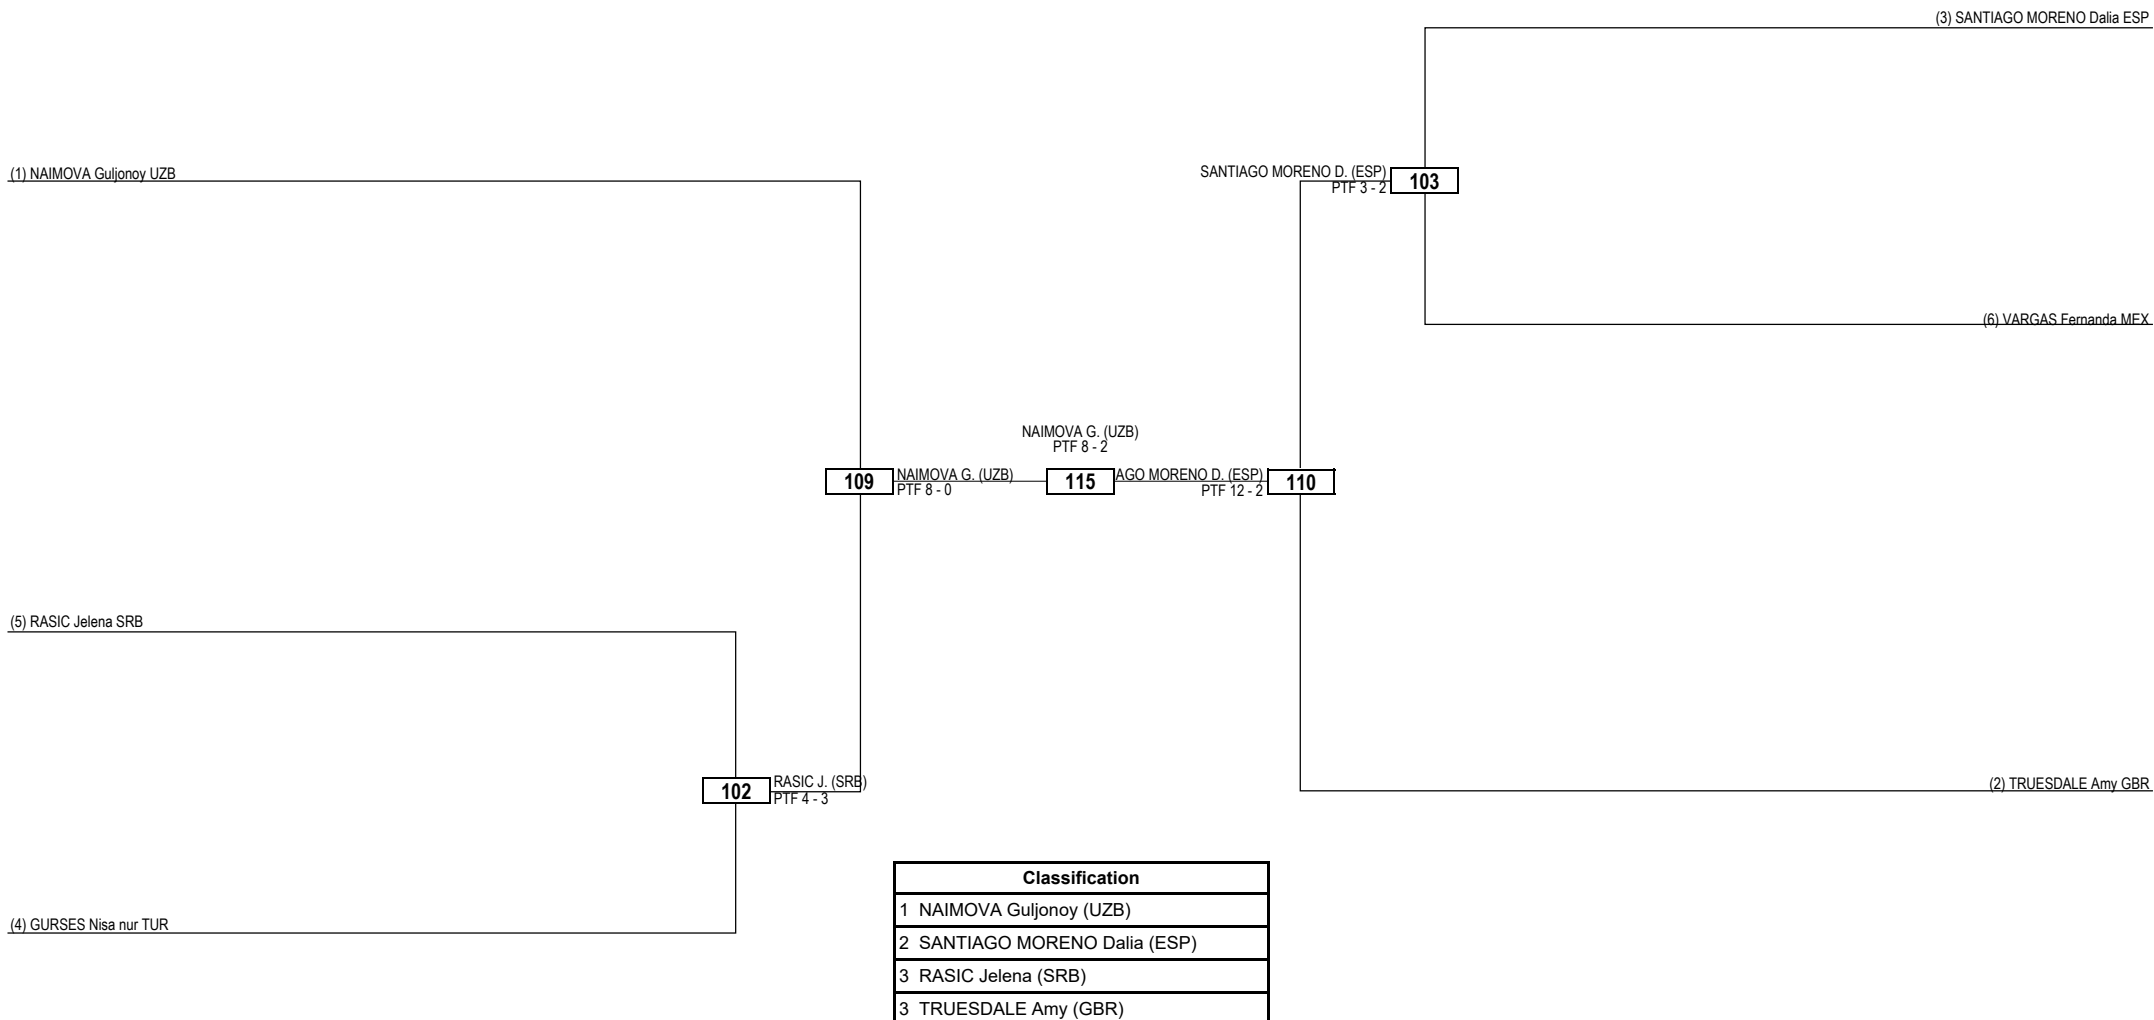 (3) SANTIAGO MORENO Dalia ESP
(1) NAIMOVA Guljonoy UZB
SANTIAGO MORENO D. (ESP)
PTF 3 - 2
103
(6) VARGAS Fernanda MEX
NAIMOVA G. (UZB)
PTF 8 - 2
109
NAIMOVA G. (UZB)
PTF 8 - 0
115
AGO MORENO D. (ESP)
PTF 12 - 2
110
(5) RASIC Jelena SRB
102
RASIC J. (SRB)
PTF 4 - 3
(2) TRUESDALE Amy GBR
(4) GURSES Nisa nur TUR
Classification
1 NAIMOVA Guljonoy (UZB)
2 SANTIAGO MORENO Dalia (ESP)
3 RASIC Jelena (SRB)
3 TRUESDALE Amy (GBR)